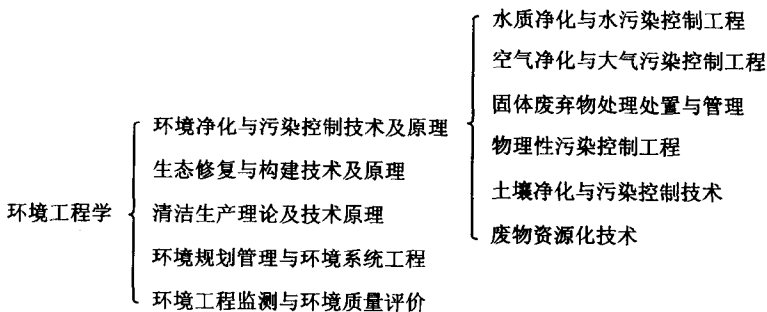 水质净化与水污染控制工程
空气净化与大气污染控制工程
固体废弃物处理处置与管理
环境净化与污染控制技术及原理
物理性污染控制工程
生态修复与构建技术及原理
土壤净化与污染控制技术
环境工程学
清洁生产理论及技术原理
废物资源化技术
环境规划管理与环境系统工程
环境工程监测与环境质量评价